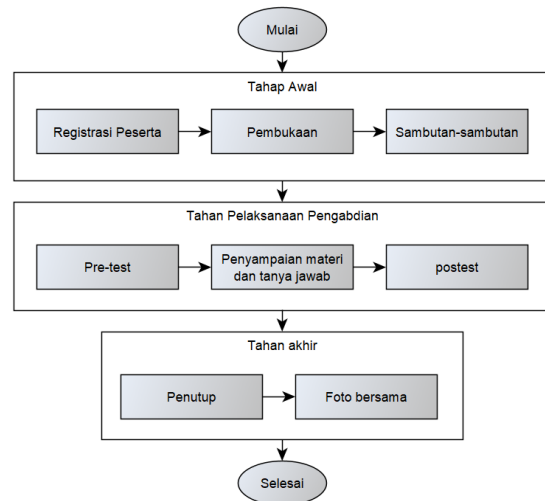 Mulai
Tahap Awal
Registrasi Peserta
Pembukaan
Sambutan-sambutan
Tahan Pelaksanaan Pengabdian
Pre-test
Penyampaian materi
dan tanya jawab
postest
Tahan akhir
Penutup
Foto bersama
Selesai